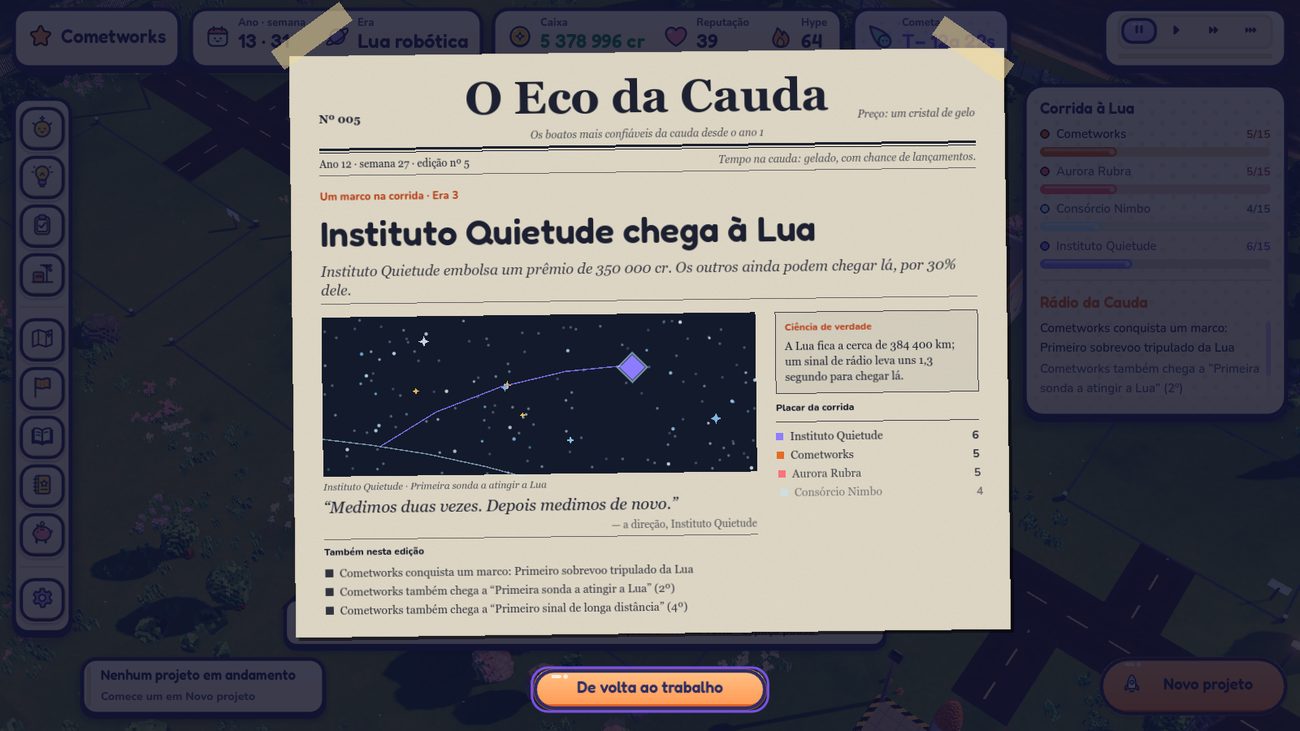 Cometworks
Ano · semana
13 · 31
Era
Lua robótica
Caixa
5 378 996 cr
Reputação
39
Hype
64
Cometa
O Eco da Cauda
Nº 005
Preço: um cristal de gelo
Os boatos mais confiáveis da cauda desde o ano 1
Ano 12 · semana 27 · edição nº 5
Tempo na cauda: gelado, com chance de lançamentos.
Um marco na corrida · Era 3
Instituto Quietude chega à Lua
Instituto Quietude embolsa um prêmio de 350 000 cr. Os outros ainda podem chegar lá, por 30%
dele.
Instituto Quietude · Primeira sonda a atingir a Lua
“Medimos duas vezes. Depois medimos de novo.”
— a direção, Instituto Quietude
Também nesta edição
Cometworks conquista um marco: Primeiro sobrevoo tripulado da Lua
Cometworks também chega a “Primeira sonda a atingir a Lua” (2º)
Cometworks também chega a “Primeiro sinal de longa distância” (4º)
Ciência de verdade
A Lua fica a cerca de 384 400 km;
um sinal de rádio leva uns 1,3
segundo para chegar lá.
Placar da corrida
Instituto Quietude 6
Cometworks 5
Aurora Rubra 5
Consórcio Nimbo 4
Corrida à Lua
Cometworks 5/15
Aurora Rubra 5/15
Consórcio Nimbo 4/15
Instituto Quietude 6/15
Rádio da Cauda
Cometworks conquista um marco:
Primeiro sobrevoo tripulado da Lua
Cometworks também chega a “Primeira
sonda a atingir a Lua” (2º)
Nenhum projeto em andamento
Comece um em Novo projeto
De volta ao trabalho
Novo projeto